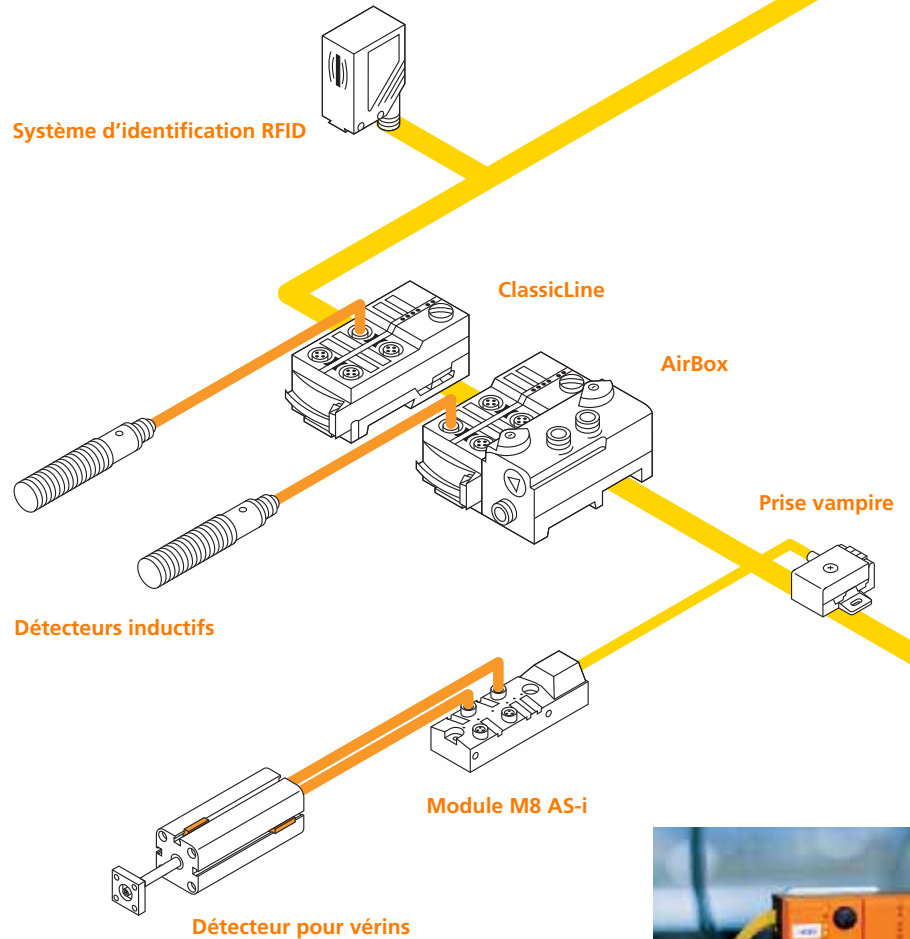 Système d’identification RFID
ClassicLine
AirBox
Prise vampire
Détecteurs inductifs
Module M8 AS-i
Détecteur pour vérins